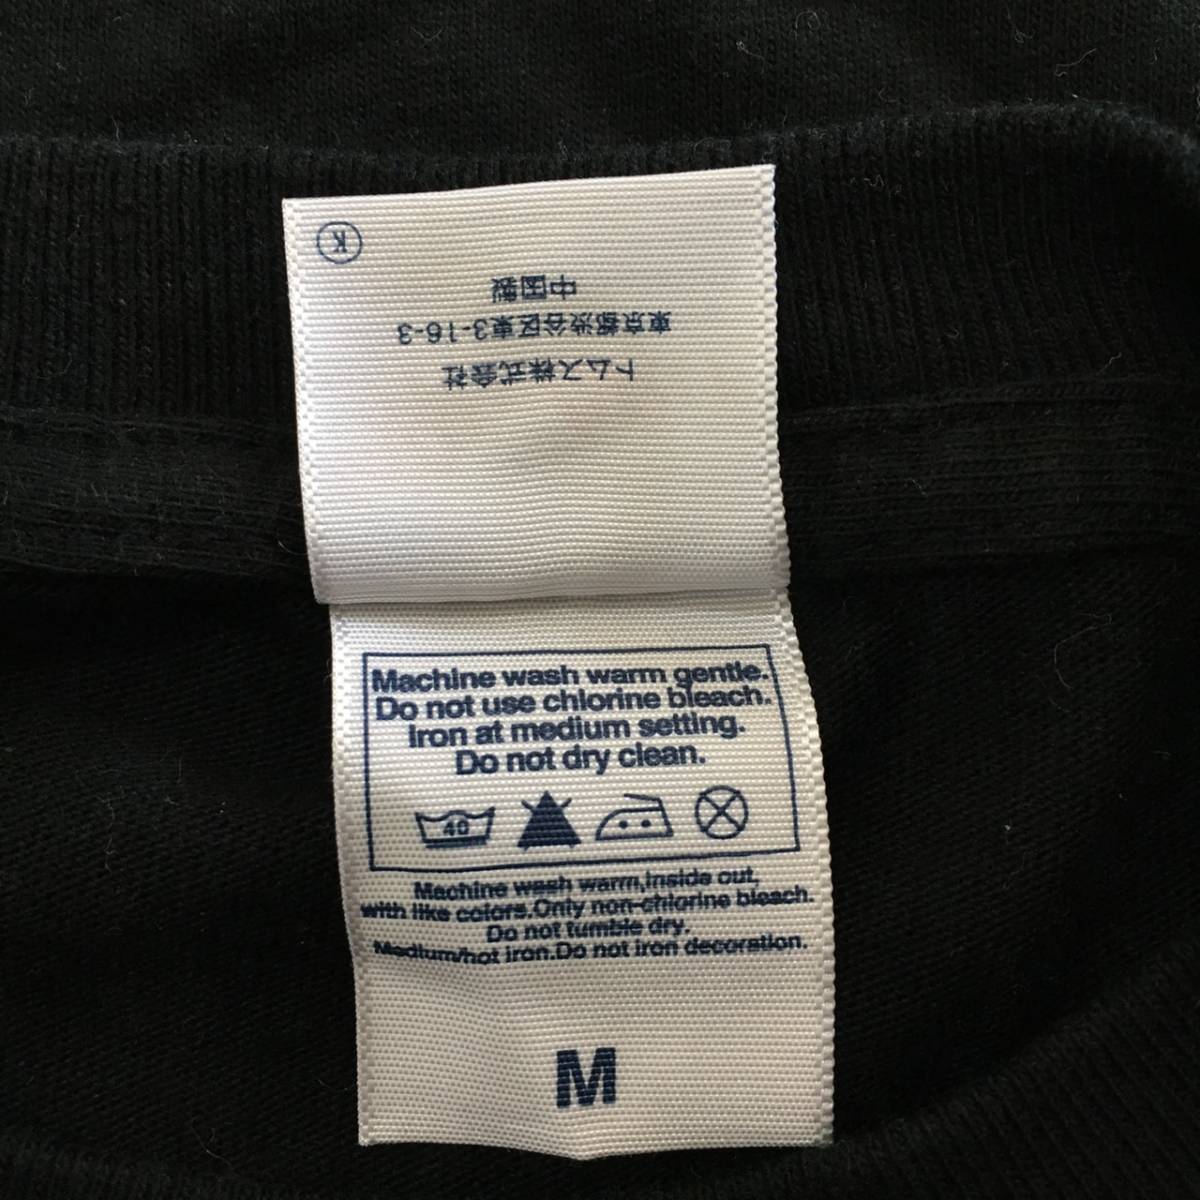 トムス株式会社
東京都渋谷区東3-16-3
中国製
K
Machine wash warm gentle.
Do not use chlorine bleach.
Iron at medium setting.
Do not dry clean.
40
Machine wash warm,inside out,
with like colors.Only non-chlorine bleach.
Do not tumble dry.
Medium/hot iron.Do not iron decoration.
M